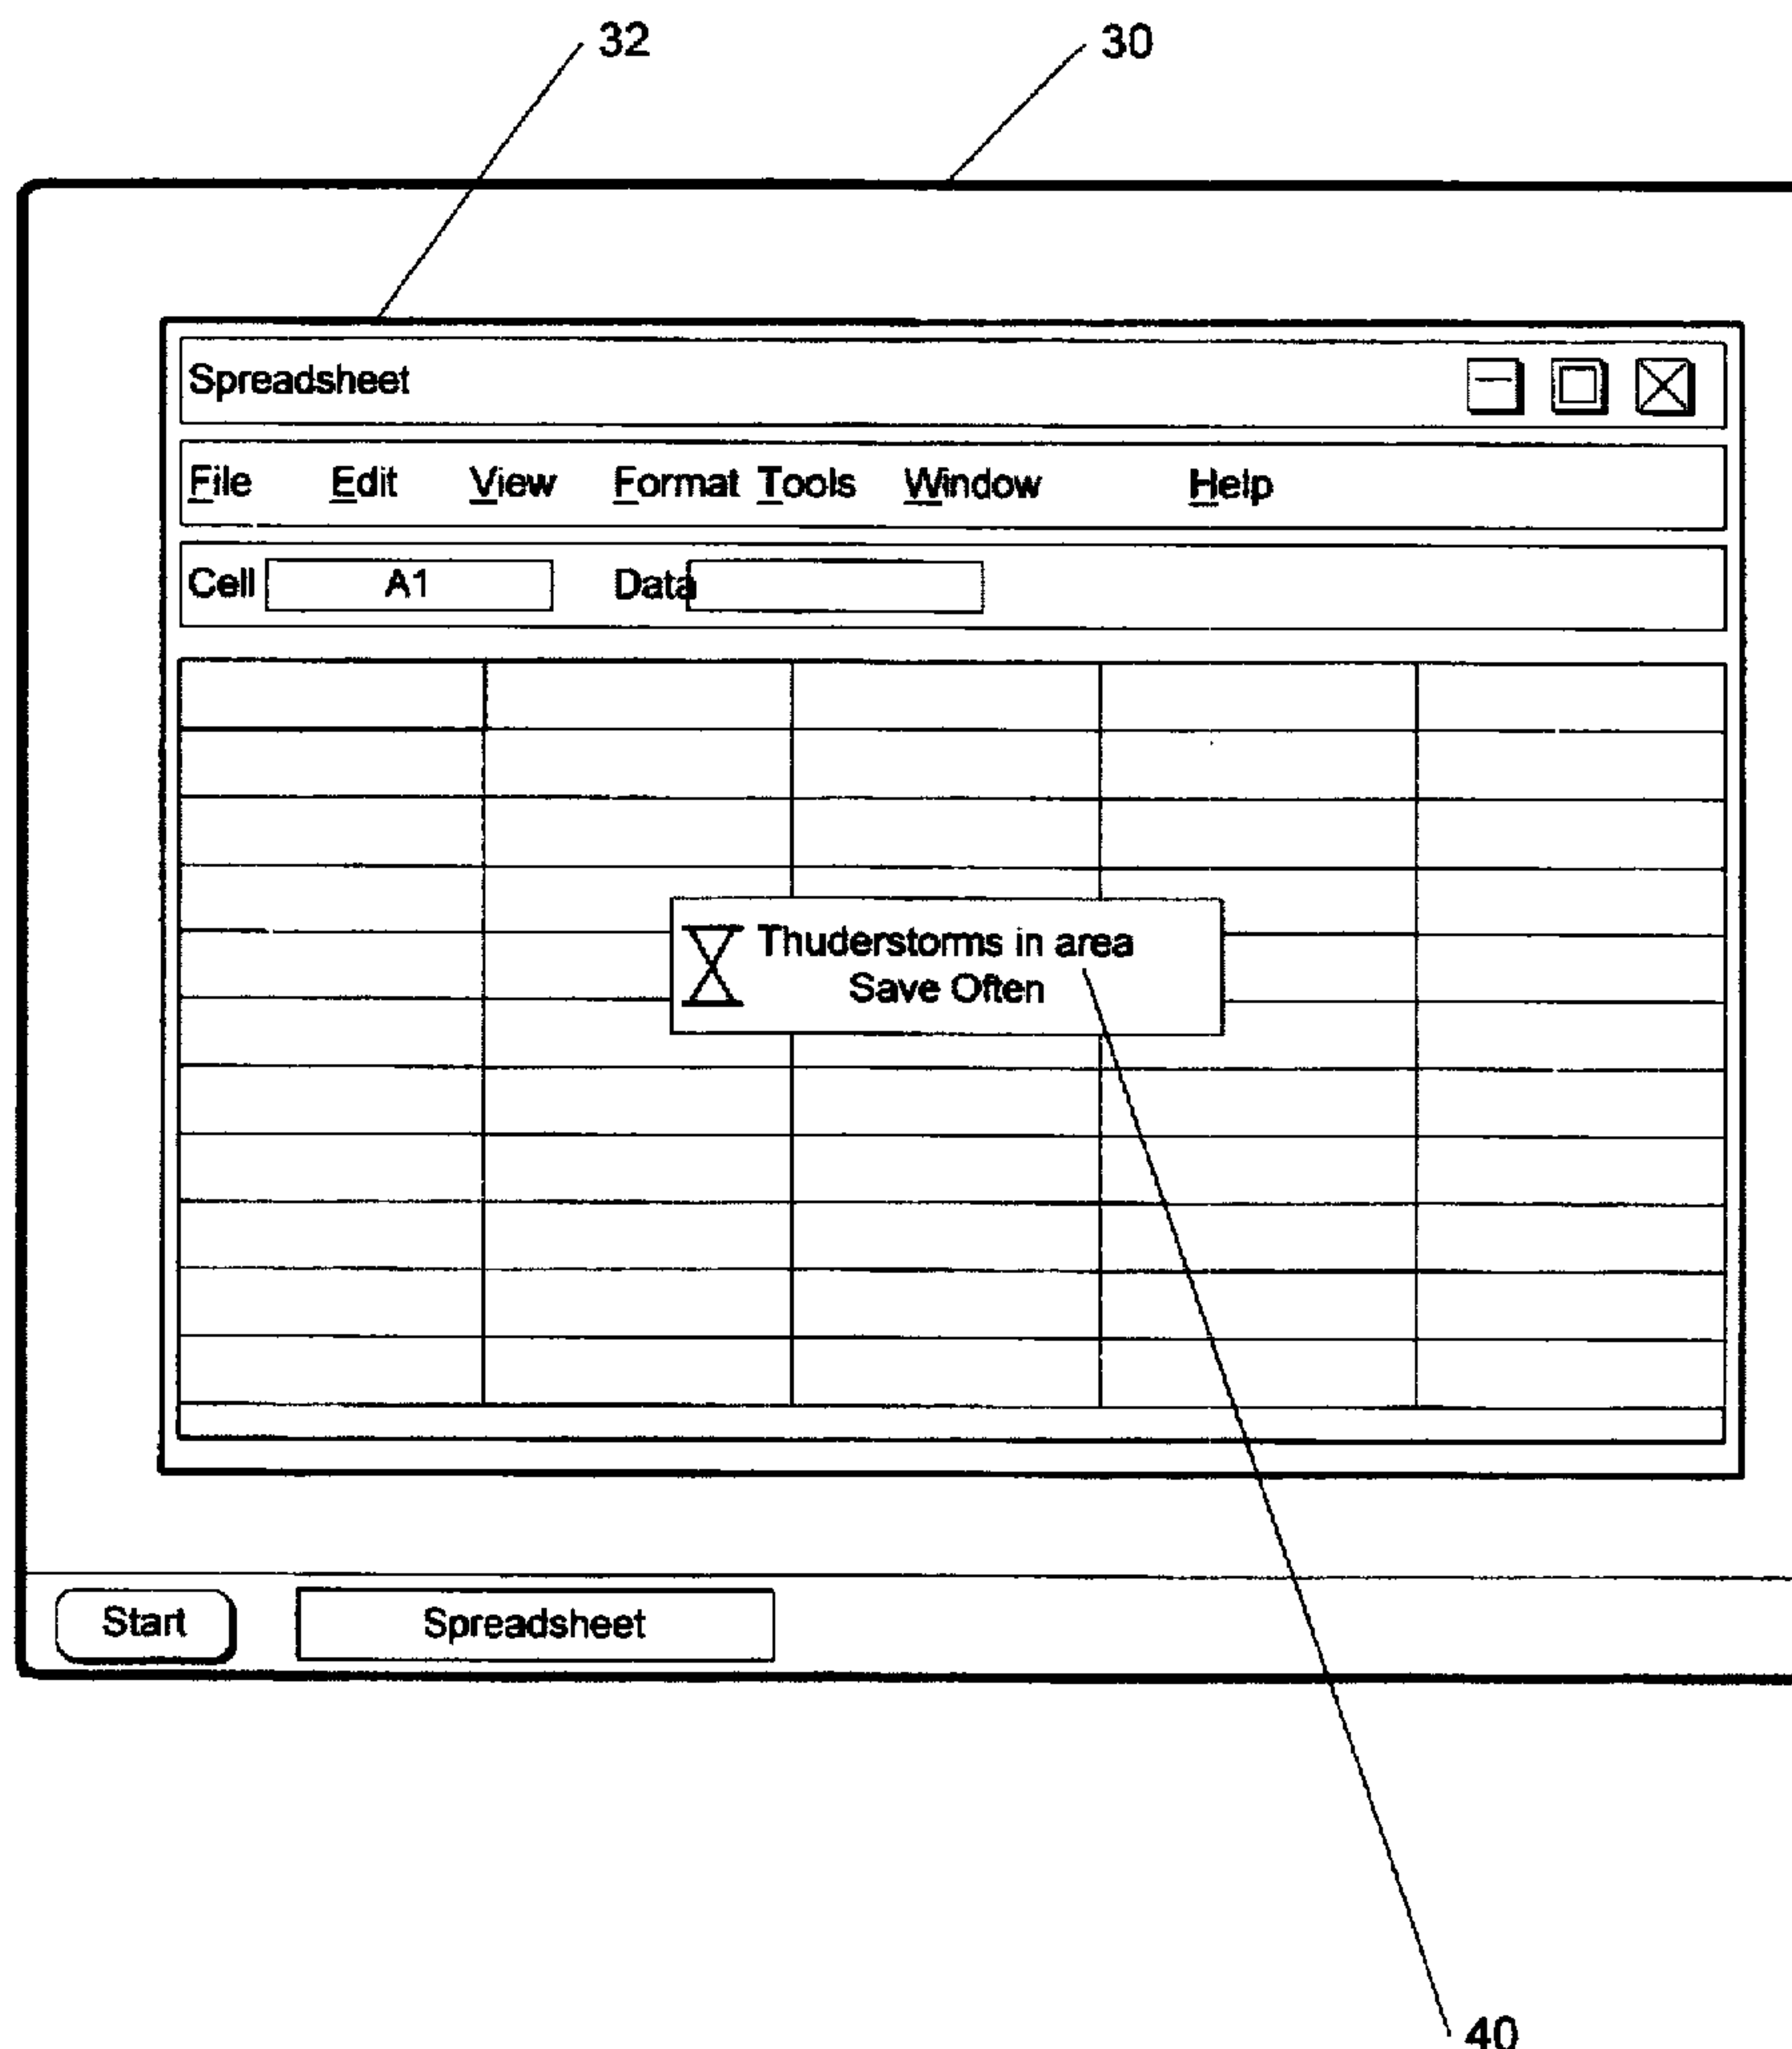 32 30
Spreadsheet
File Edit View Format Tools Window Help
Cell A1 Data
Thuderstorms in area
Save Often
Start Spreadsheet
40